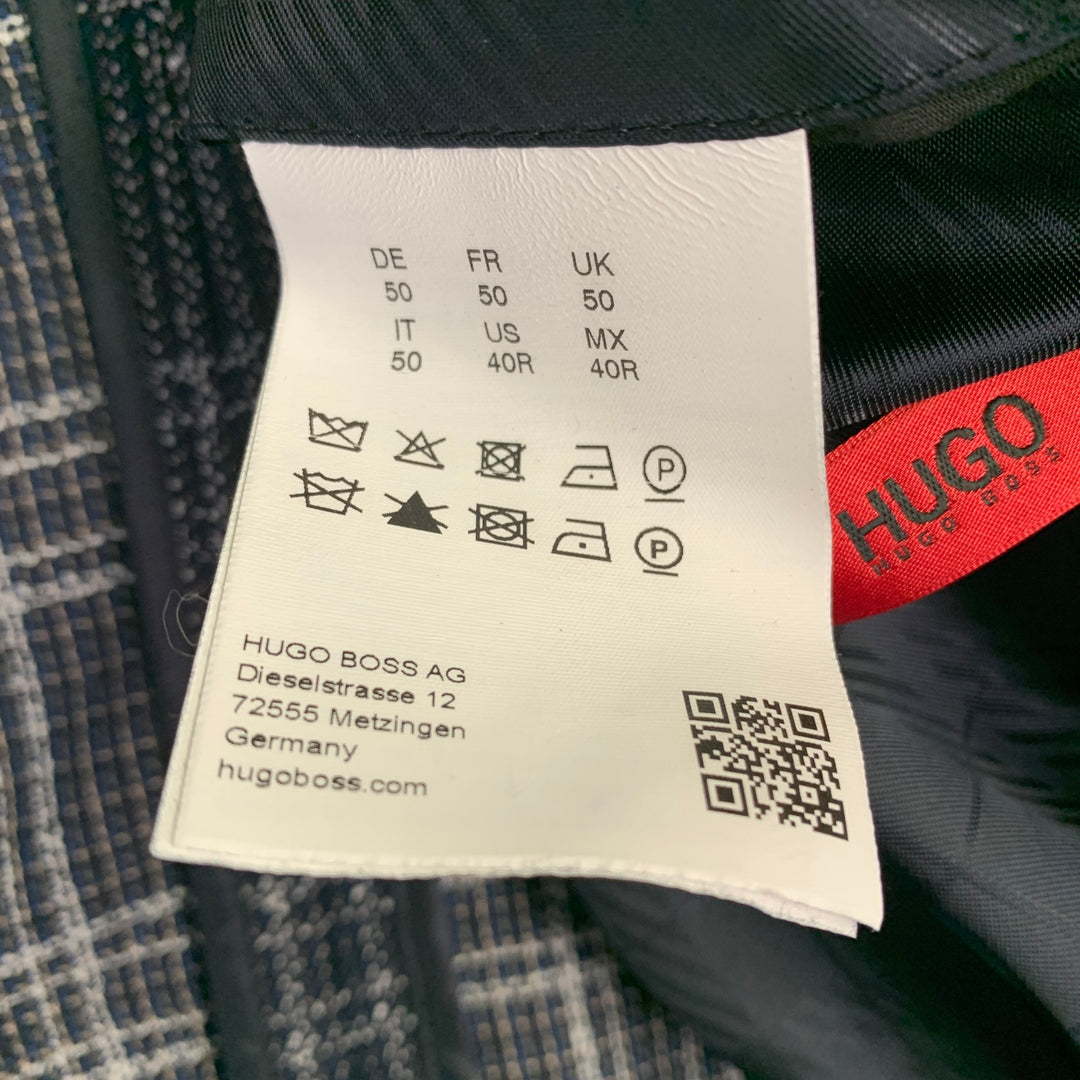 DE FR UK
50 50 50
IT US MX
50 40R 40R
P
P
HUGO BOSS AG
Dieselstrasse 12
72555 Metzingen
Germany
hugoboss.com
HUGO
HUGO BOSS